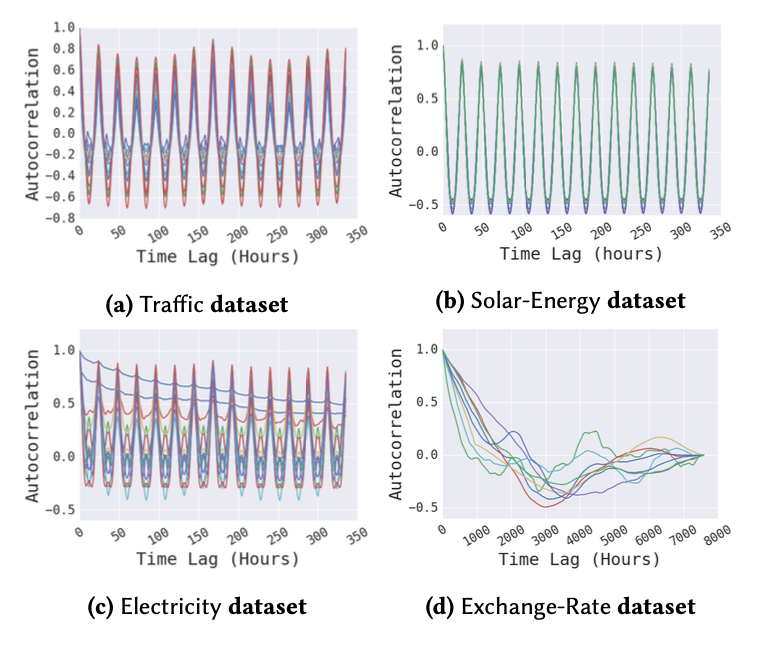 1.0
0.8
0.6
0.4
0.2
0.0
−0.2
−0.4
−0.6
−0.8
Autocorrelation
0 50 100 150 200 250 300 350
Time Lag (Hours)
(a) Traffic dataset
1.0
0.5
0.0
−0.5
Autocorrelation
0 50 100 150 200 250 300 350
Time Lag (hours)
(b) Solar-Energy dataset
1.0
0.5
0.0
−0.5
Autocorrelation
0 50 100 150 200 250 300 350
Time Lag (Hours)
(c) Electricity dataset
1.0
0.5
0.0
−0.5
Autocorrelation
0 1000 2000 3000 4000 5000 6000 7000 8000
Time Lag (Hours)
(d) Exchange-Rate dataset